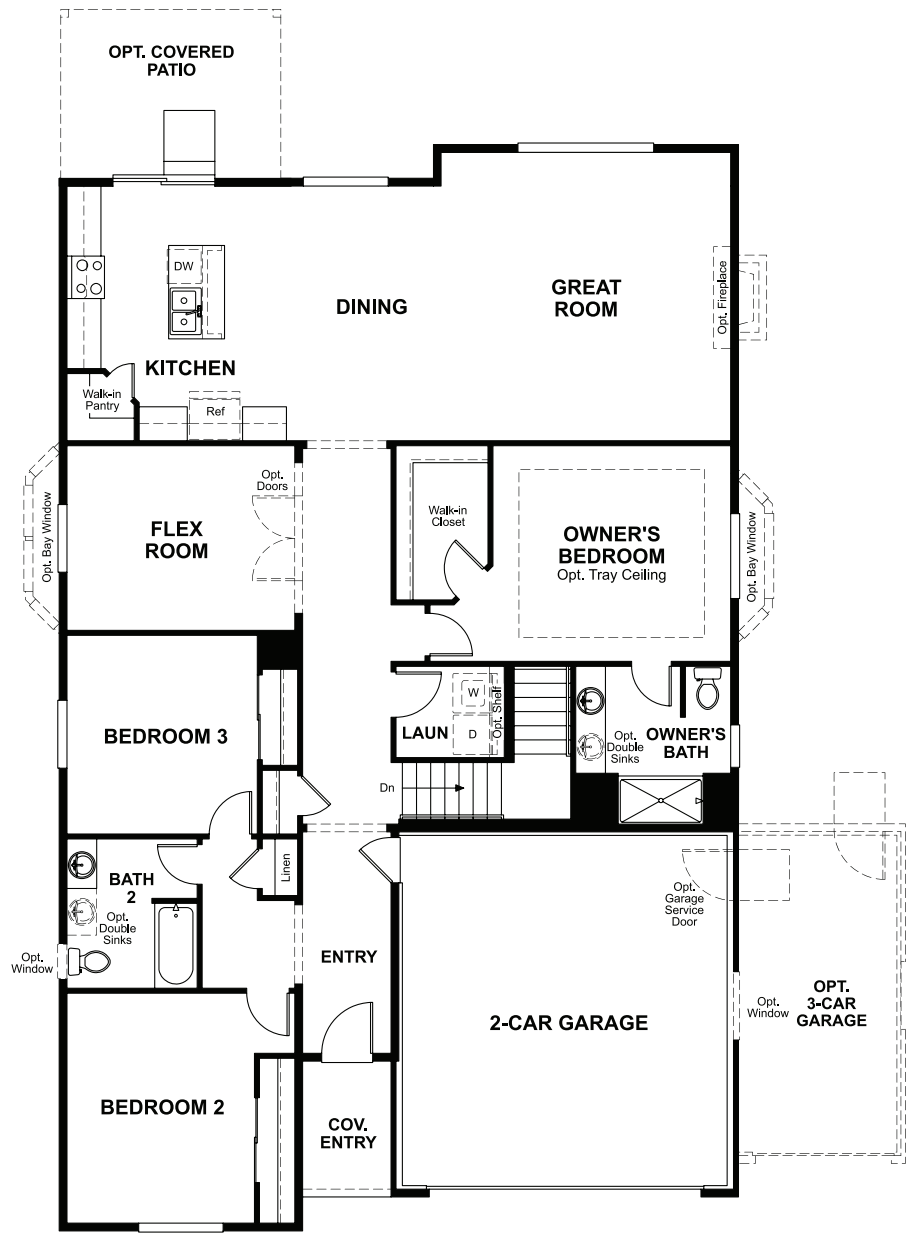 OPT. COVERED
PATIO
DW
GREAT
ROOM
Opt. Fireplace
DINING
KITCHEN
Walk-in
Pantry
Ref
Opt.
Doors
Opt. Bay Window
FLEX
ROOM
Walk-in
Closet
OWNER'S
BEDROOM
Opt. Tray Ceiling
Opt. Bay Window
BEDROOM 3
LAUN
W
D
Opt. Shelf
Opt.
Double
Sinks
OWNER'S
BATH
Dn
Linen
BATH
2
Opt.
Double
Sinks
Opt.
Window
ENTRY
Opt.
Garage
Service
Door
2-CAR GARAGE
Opt.
Window
OPT.
3-CAR
GARAGE
BEDROOM 2
COV.
ENTRY